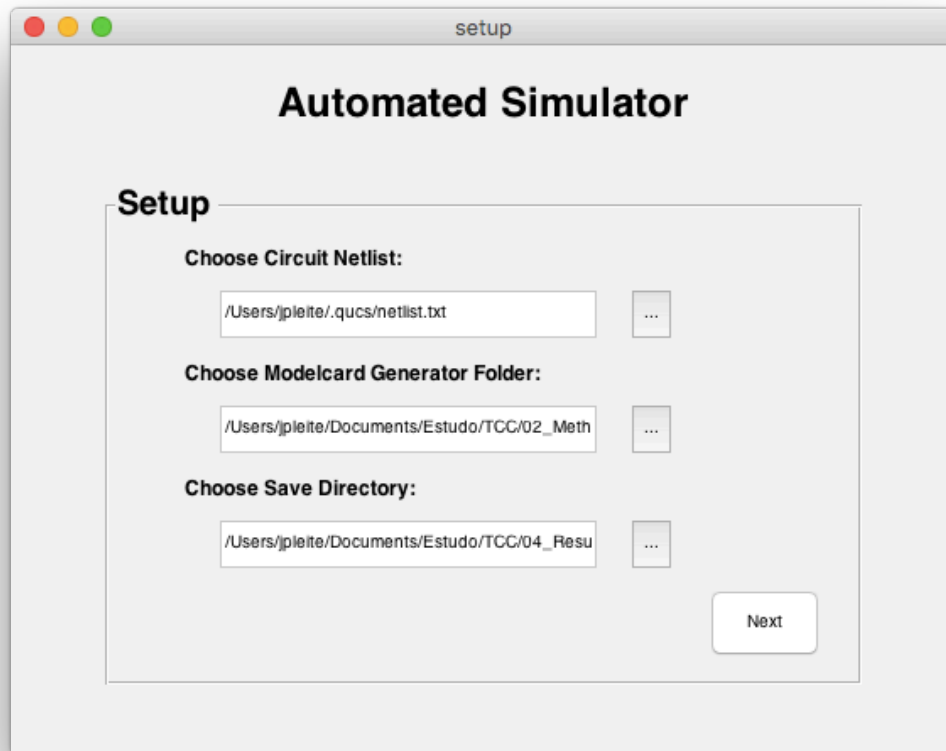 setup
Automated Simulator
Setup
Choose Circuit Netlist:
/Users/jpleite/.qucs/netlist.txt
...
Choose Modelcard Generator Folder:
/Users/jpleite/Documents/Estudo/TCC/02_Meth
...
Choose Save Directory:
/Users/jpleite/Documents/Estudo/TCC/04_Resu
...
Next